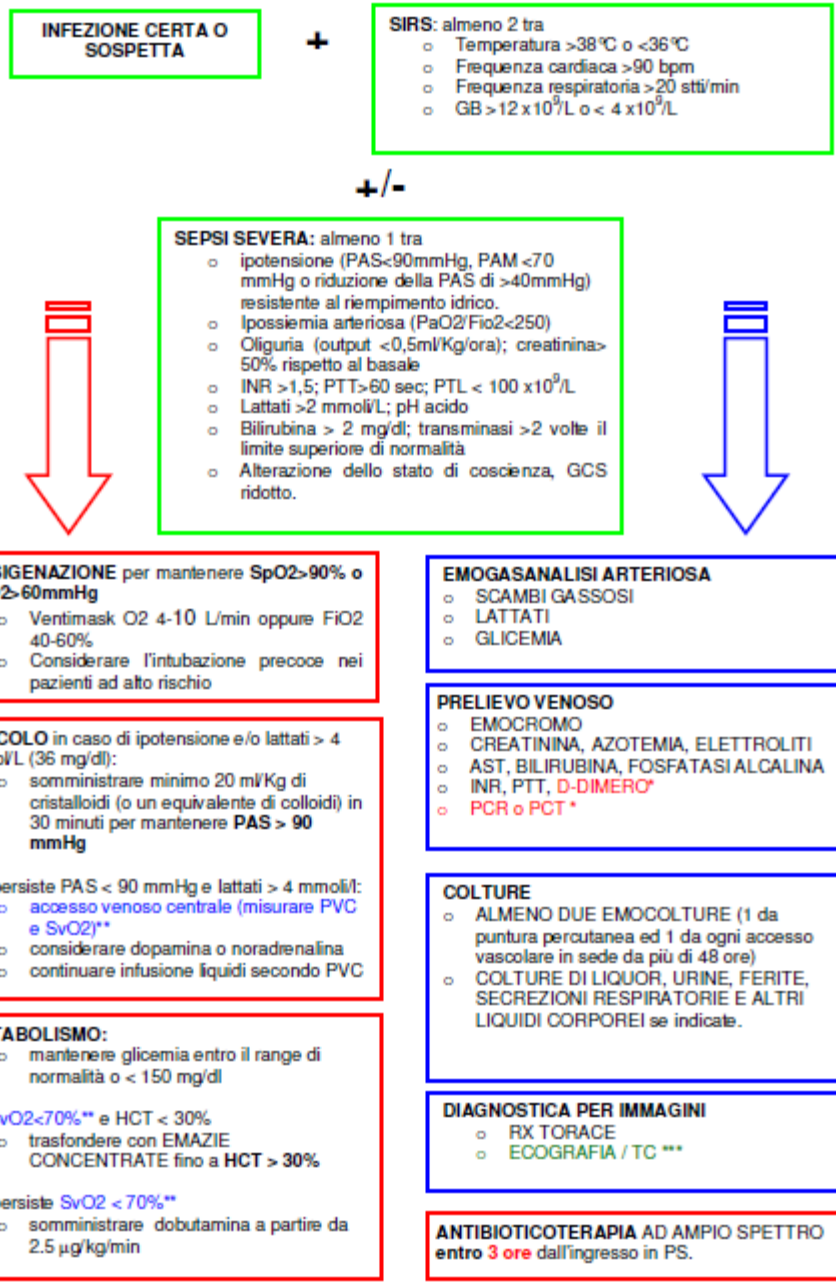 INFEZIONE CERTA O
SOSPETTA
+
SIRS: almeno 2 tra
o Temperatura >38°C o <36°C
o Frequenza cardiaca >90 bpm
o Frequenza respiratoria >20 stti/min
o GB >12 x10⁹/L o < 4 x10⁹/L
+/-
SEPSI SEVERA: almeno 1 tra
o ipotensione (PAS<90mmHg, PAM <70
mmHg o riduzione della PAS di >40mmHg)
resistente al riempimento idrico.
o Ipossiemia arteriosa (PaO2/Fio2<250)
o Oliguria (output <0,5ml/Kg/ora); creatinina>
50% rispetto al basale
o INR >1,5; PTT>60 sec; PTL < 100 x10⁹/L
o Lattati >2 mmoli/L; pH acido
o Bilirubina > 2 mg/dl; transminasi >2 volte il
limite superiore di normalità
o Alterazione dello stato di coscienza, GCS
ridotto.
SIGENAZIONE per mantenere SpO2>90% o
2>60mmHg
o Ventimask O2 4-10 L/min oppure FiO2
40-60%
o Considerare l'intubazione precoce nei
pazienti ad alto rischio
COLO in caso di ipotensione e/o lattati > 4
ol/L (36 mg/dl):
o somministrare minimo 20 ml/Kg di
cristalloidi (o un equivalente di colloidi) in
30 minuti per mantenere PAS > 90
mmHg
persiste PAS < 90 mmHg e lattati > 4 mmoli/l:
o accesso venoso centrale (misurare PVC
e SvO2)**
o considerare dopamina o noradrenalina
o continuare infusione liquidi secondo PVC
TABOLISMO:
o mantenere glicemia entro il range di
normalità o < 150 mg/dl
vO2<70%** e HCT < 30%
o trasfondere con EMAZIE
CONCENTRATE fino a HCT > 30%
persiste SvO2 < 70%**
o somministrare dobutamina a partire da
2.5 µg/kg/min
EMOGASANALISI ARTERIOSA
o SCAMBI GASSOSI
o LATTATI
o GLICEMIA
PRELIEVO VENOSO
o EMOCROMO
o CREATININA, AZOTEMIA, ELETTROLITI
o AST, BILIRUBINA, FOSFATASI ALCALINA
o INR, PTT, D-DIMERO*
o PCR o PCT *
COLTURE
o ALMENO DUE EMOCOLTURE (1 da
puntura percutanea ed 1 da ogni accesso
vascolare in sede da più di 48 ore)
o COLTURE DI LIQUOR, URINE, FERITE,
SECREZIONI RESPIRATORIE E ALTRI
LIQUIDI CORPOREI se indicate.
DIAGNOSTICA PER IMMAGINI
o RX TORACE
o ECOGRAFIA / TC ***
ANTIBIOTICOTERAPIA AD AMPIO SPETTRO
entro 3 ore dall'ingresso in PS.